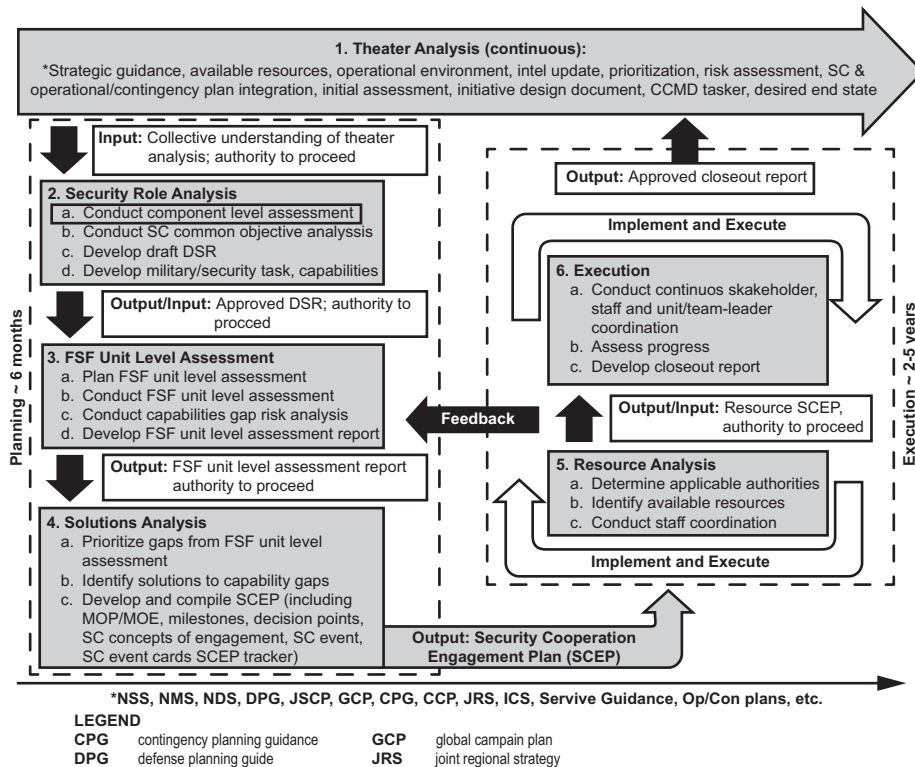 1. Theater Analysis (continuous):
*Strategic guidance, available resources, operational environment, intel update, prioritization, risk assessment, SC &
operational/contingency plan integration, initial assessment, initiative design document, CCMD tasker, desired end state
Planning ~ 6 months
Input: Collective understanding of theater
analysis; authority to proceed
2. Security Role Analysis
a. Conduct component level assessment
b. Conduct SC common objective analysis
c. Develop draft DSR
d. Develop military/security task, capabilities
Output/Input: Approved DSR; authority to
procced
3. FSF Unit Level Assessment
a. Plan FSF unit level assessment
b. Conduct FSF unit level assessment
c. Conduct capabilities gap risk analysis
d. Develop FSF unit level assessment report
Output: FSF unit level assessment report
authority to proceed
4. Solutions Analysis
a. Prioritize gaps from FSF unit level
assessment
b. Identify solutions to capability gaps
c. Develop and compile SCEP (including
MOP/MOE, milestones, decision points,
SC concepts of engagement, SC event,
SC event cards SCEP tracker)
Output: Security Cooperation
Engagement Plan (SCEP)
Feedback
Output: Approved closeout report
Implement and Execute
6. Execution
a. Conduct continuos skakeholder,
staff and unit/team-leader
coordination
b. Assess progress
c. Develop closeout report
Output/Input: Resource SCEP,
authority to proceed
5. Resource Analysis
a. Determine applicable authorities
b. Identify available resources
c. Conduct staff coordination
Implement and Execute
Execution ~ 2-5 years
*NSS, NMS, NDS, DPG, JSCP, GCP, CPG, CCP, JRS, ICS, Servive Guidance, Op/Con plans, etc.
LEGEND
CPG contingency planning guidance GCP global campain plan
DPG defense planning guide JRS joint regional strategy